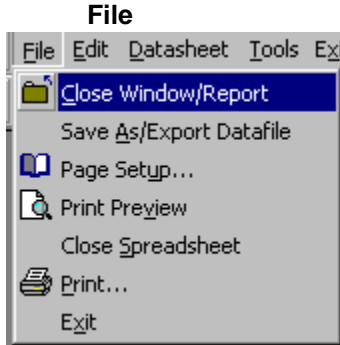 File
File Edit Datasheet Tools Ex
Close Window/Report
Save As/Export Datafile
Page Setup...
Print Preview
Close Spreadsheet
Print...
Exit